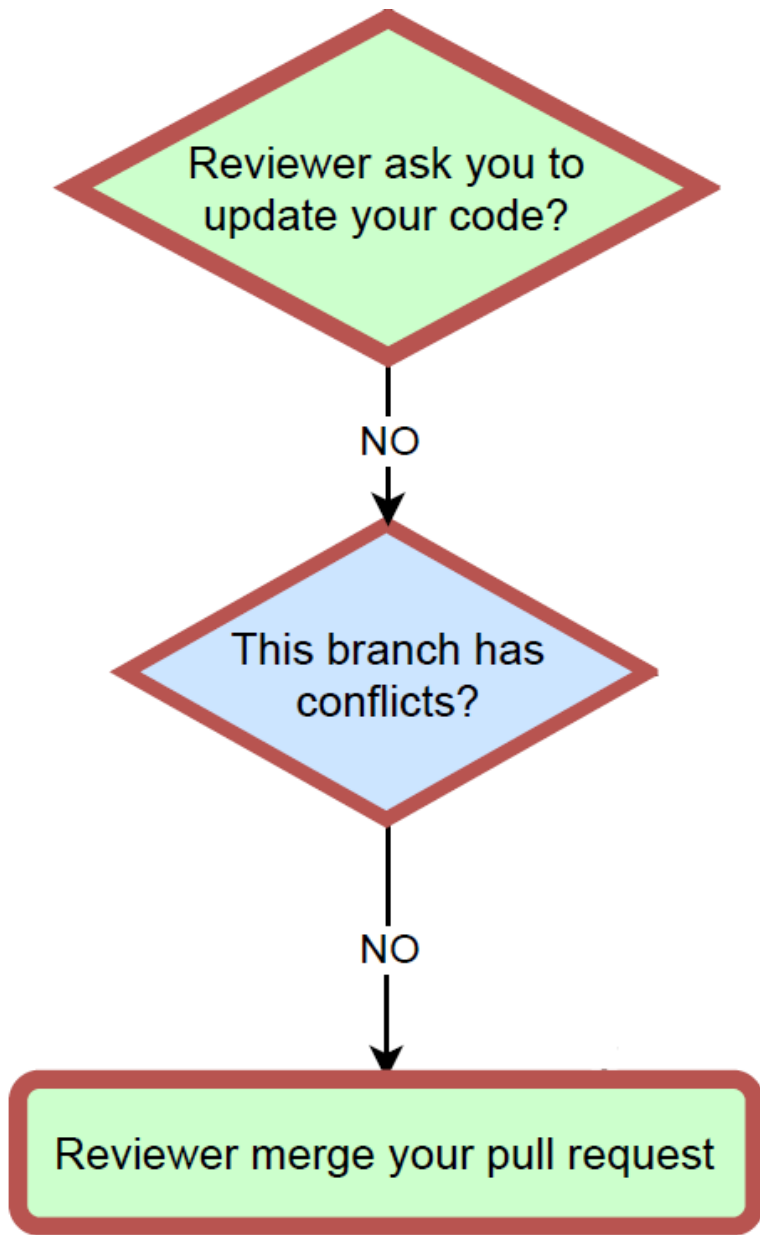 Reviewer ask you to
update your code?
NO
This branch has
conflicts?
NO
Reviewer merge your pull request